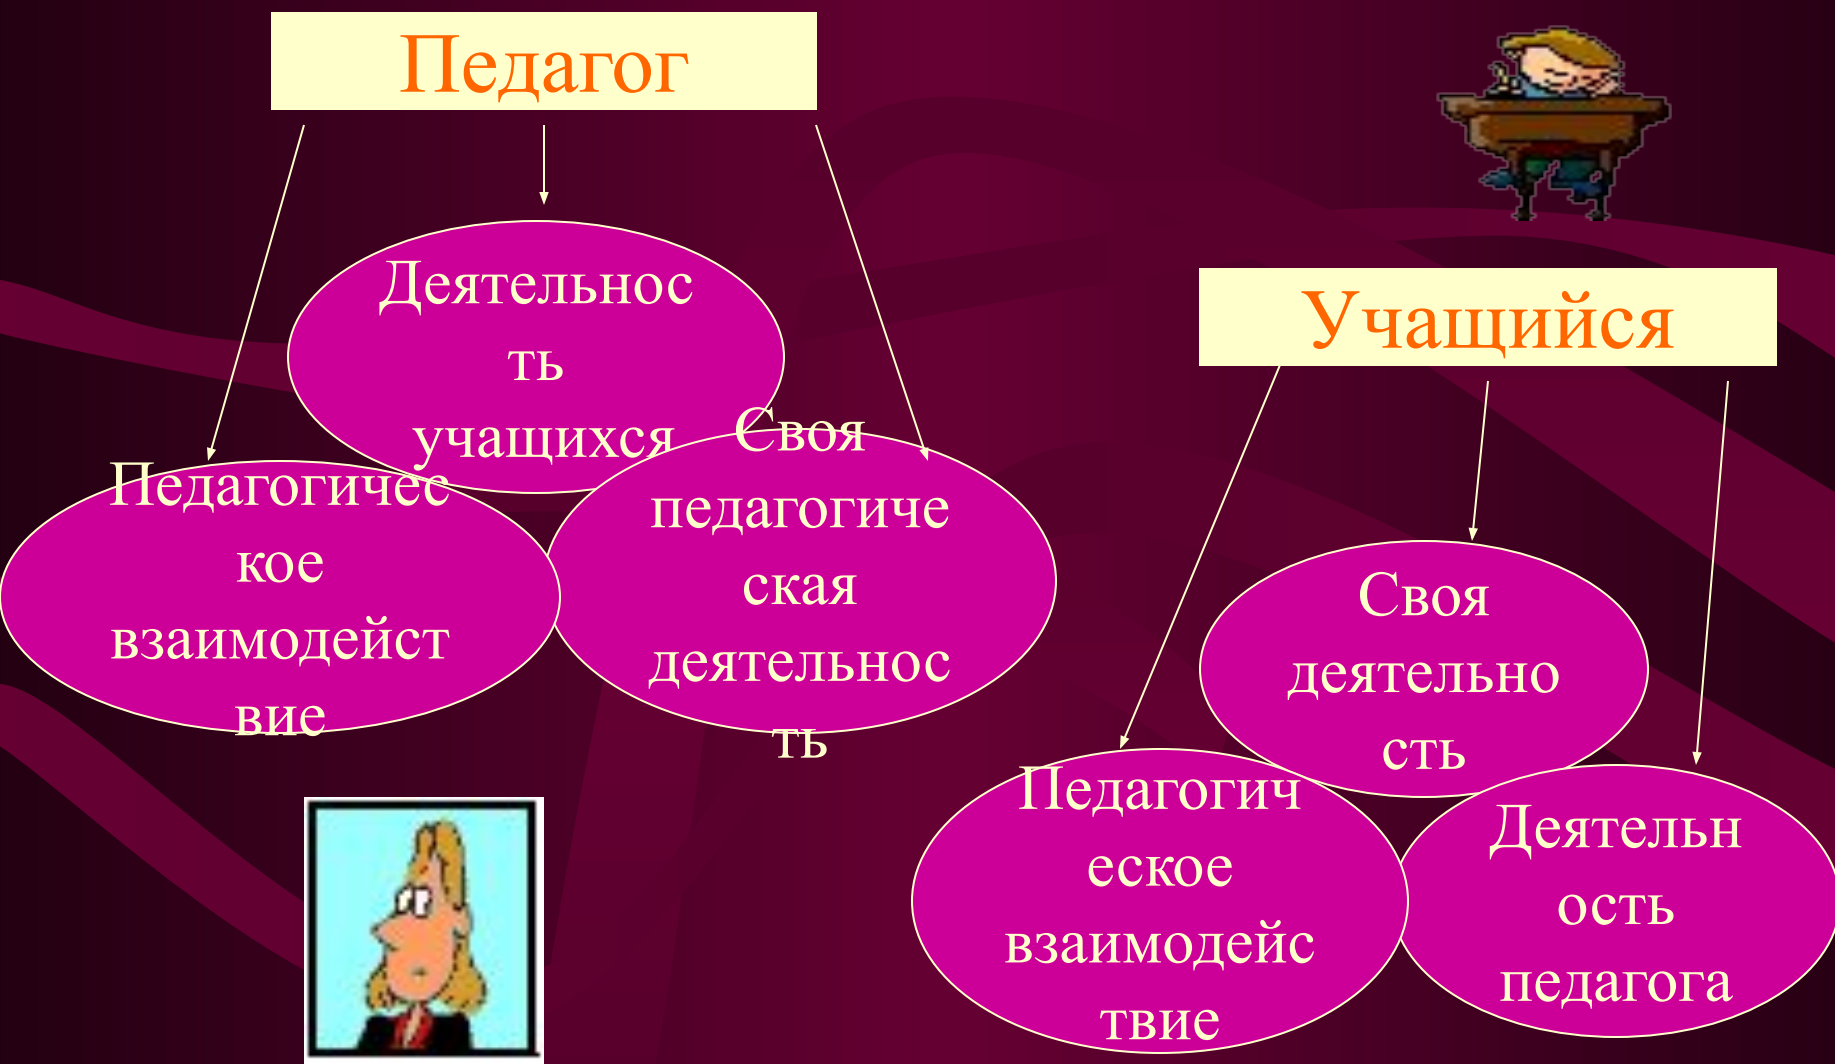 Педагог
Деятельнос
ть
учащихся
Педагогичес
кое
взаимодейст
вие
Своя
педагогиче
ская
деятельнос
ть
Учащийся
Своя
деятельно
сть
Педагогич
еское
взаимодейс
твие
Деятельн
ость
педагога